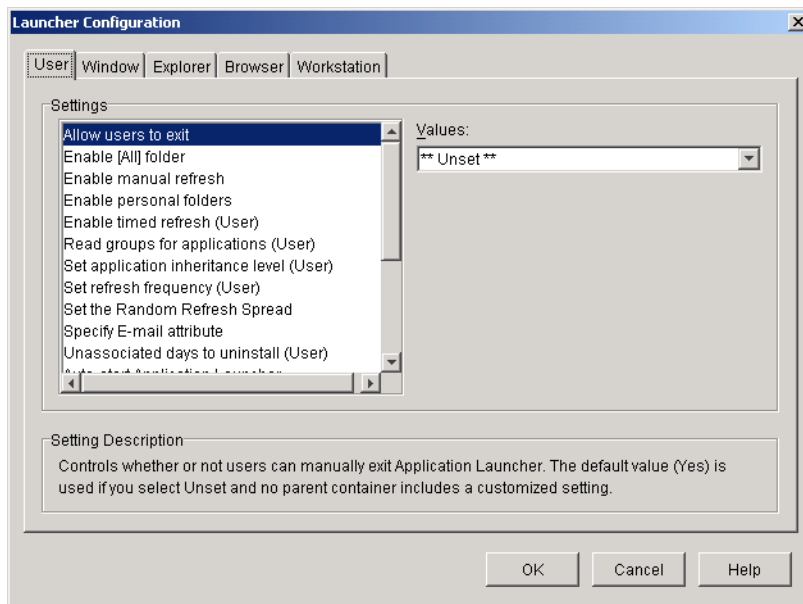 Launcher Configuration
User Window Explorer Browser Workstation
Settings
Allow users to exit
Values:
Enable [All] folder
** Unset **
Enable manual refresh
Enable personal folders
Enable timed refresh (User)
Read groups for applications (User)
Set application inheritance level (User)
Set refresh frequency (User)
Set the Random Refresh Spread
Specify E-mail attribute
Unassociated days to uninstall (User)
Auto-start Application Launcher
Setting Description
Controls whether or not users can manually exit Application Launcher. The default value (Yes) is
used if you select Unset and no parent container includes a customized setting.
OK Cancel Help